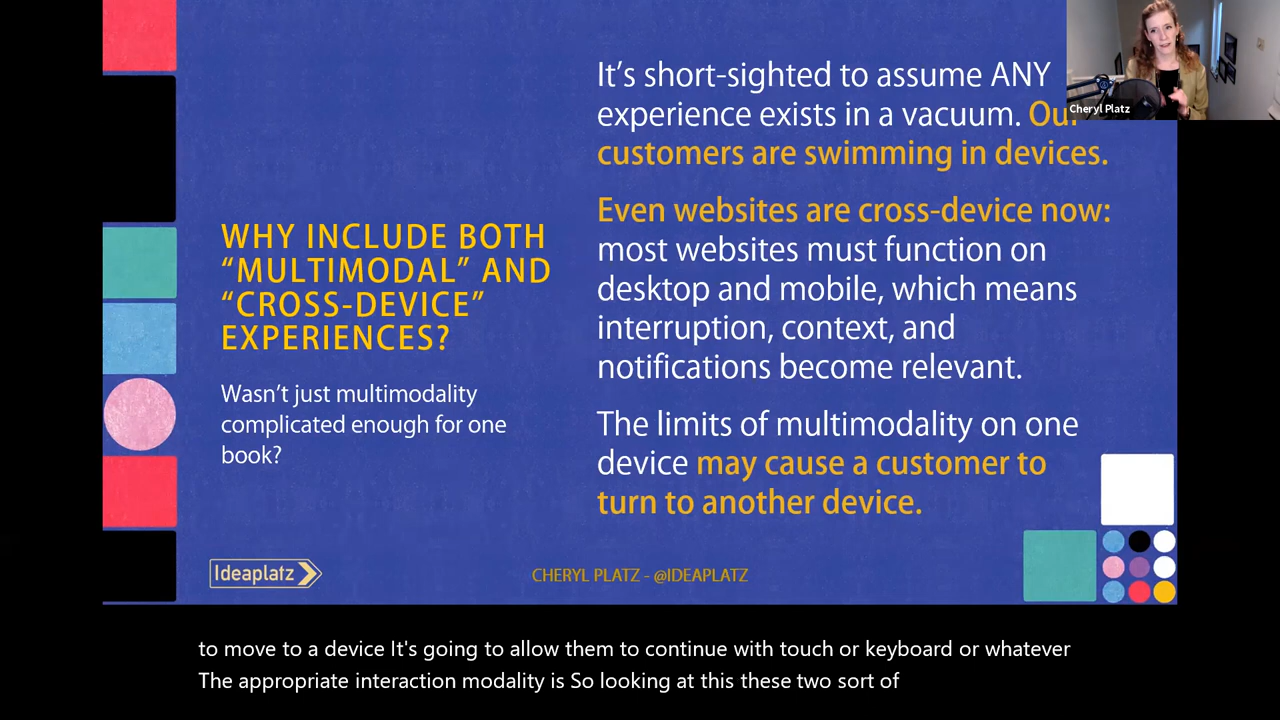 It's short-sighted to assume ANY
experience exists in a vacuum. Our
customers are swimming in devices.
Even websites are cross-device now:
most websites must function on
desktop and mobile, which means
interruption, context, and
notifications become relevant.
The limits of multimodality on one
device may cause a customer to
turn to another device.
WHY INCLUDE BOTH
“MULTIMODAL” AND
“CROSS-DEVICE”
EXPERIENCES?
Wasn't just multimodality
complicated enough for one
book?
Cheryl Platz
Ideaplatz
CHERYL PLATZ - @IDEAPLATZ
to move to a device It's going to allow them to continue with touch or keyboard or whatever
The appropriate interaction modality is So looking at this these two sort of